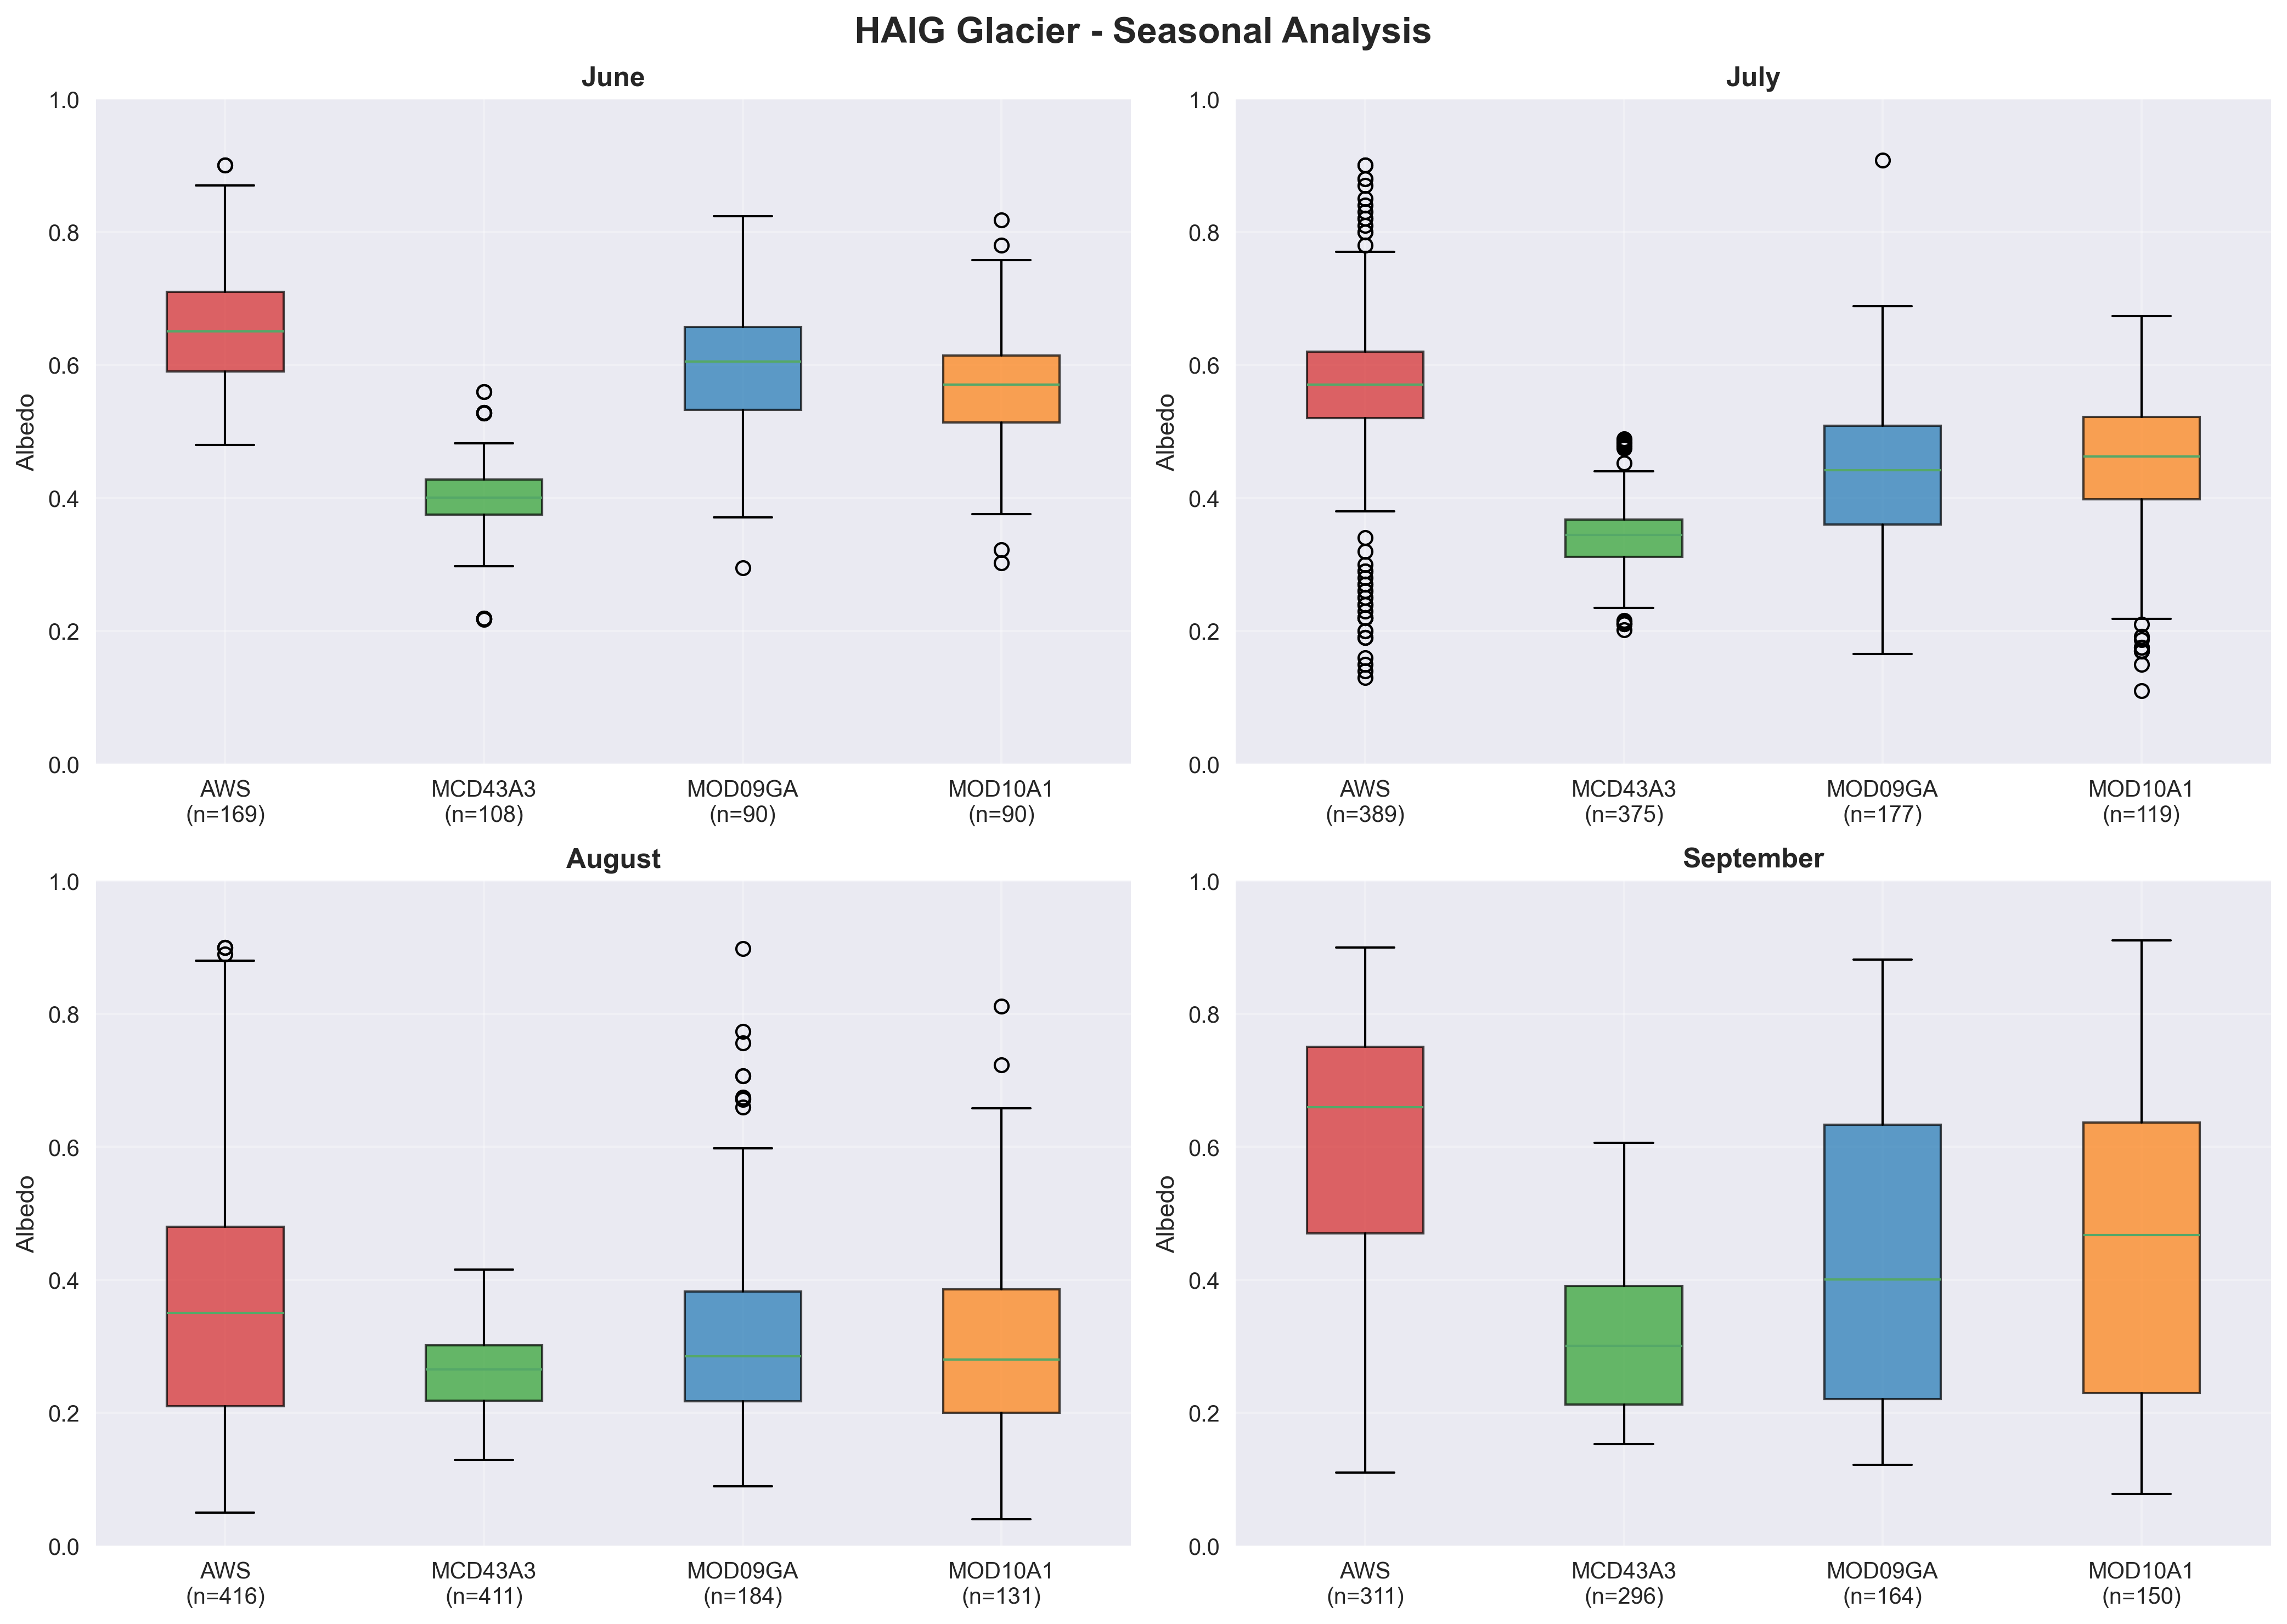 HAIG Glacier - Seasonal Analysis
June
Albedo
1.0
0.8
0.6
0.4
0.2
0.0
AWS MCD43A3 MOD09GA MOD10A1
(n=169) (n=108) (n=90) (n=90)
July
Albedo
1.0
0.8
0.6
0.4
0.2
0.0
AWS MCD43A3 MOD09GA MOD10A1
(n=389) (n=375) (n=177) (n=119)
August
Albedo
1.0
0.8
0.6
0.4
0.2
0.0
AWS MCD43A3 MOD09GA MOD10A1
(n=416) (n=411) (n=184) (n=131)
September
Albedo
1.0
0.8
0.6
0.4
0.2
0.0
AWS MCD43A3 MOD09GA MOD10A1
(n=311) (n=296) (n=164) (n=150)